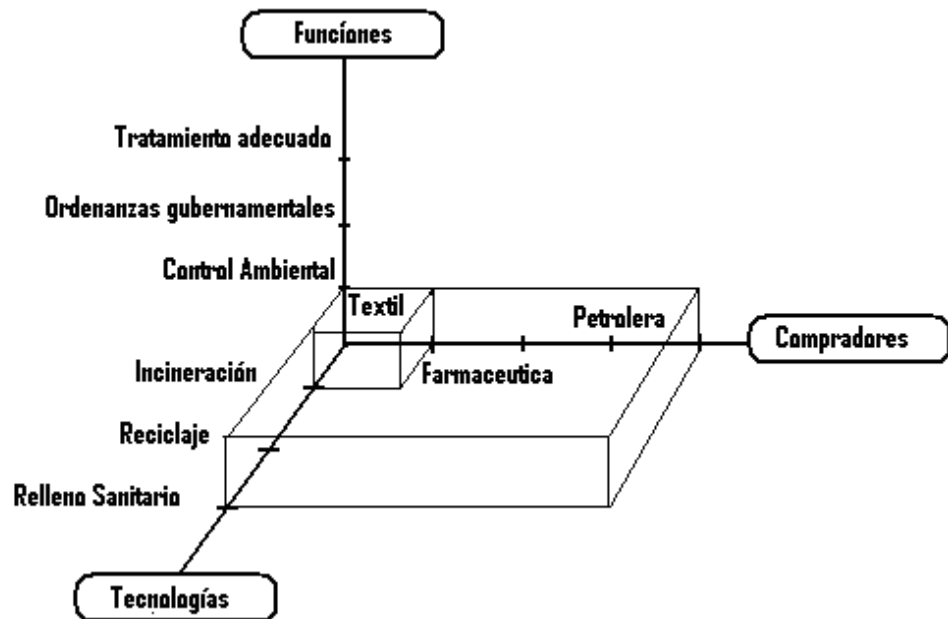 Funciones
Tratamiento adecuado
Ordenanzas gubernamentales
Control Ambiental
Textil
Petrolera
Compradores
Incineración
Farmaceutica
Reciclaje
Relleno Sanitario
Tecnologías